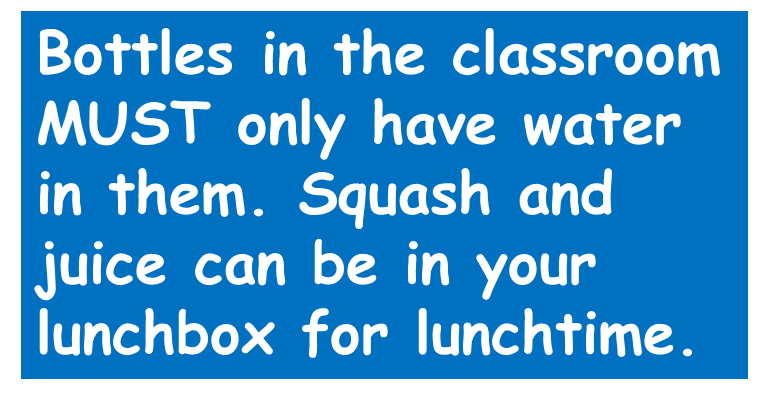 Bottles in the classroom
MUST only have water
in them. Squash and
juice can be in your
lunchbox for lunchtime.